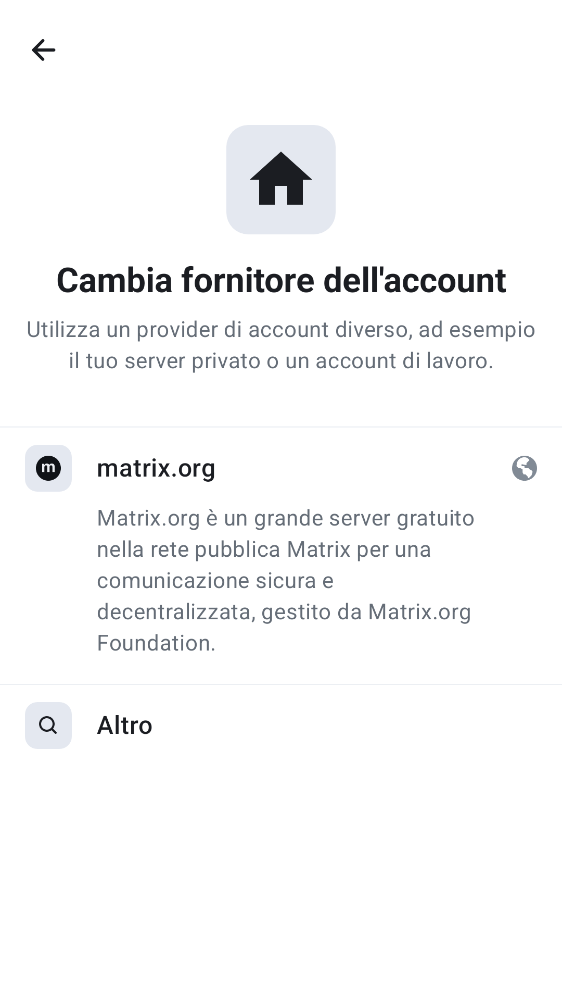 Cambia fornitore dell'account
Utilizza un provider di account diverso, ad esempio
il tuo server privato o un account di lavoro.
m
matrix.org
Matrix.org è un grande server gratuito
nella rete pubblica Matrix per una
comunicazione sicura e
decentralizzata, gestito da Matrix.org
Foundation.
Altro